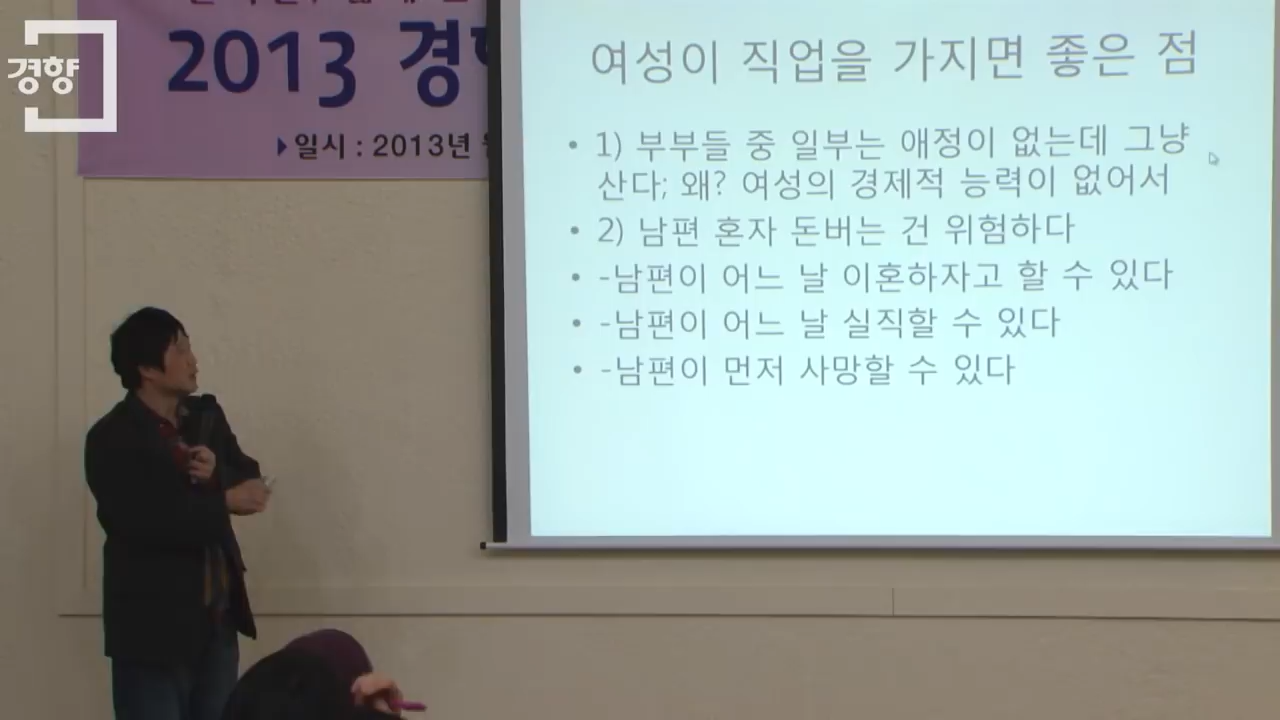 경향
2013 경
일시 : 2013년
여성이 직업을 가지면 좋은 점
• 1) 부부들 중 일부는 애정이 없는데 그냥
산다; 왜? 여성의 경제적 능력이 없어서
• 2) 남편 혼자 돈버는 건 위험하다
• -남편이 어느 날 이혼하자고 할 수 있다
• -남편이 어느 날 실직할 수 있다
• -남편이 먼저 사망할 수 있다